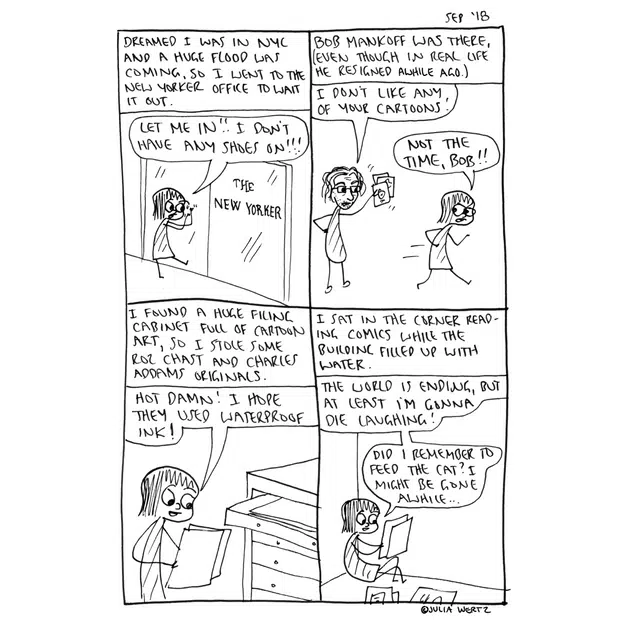 SEP '18
DREAMED I WAS IN NYC
AND A HUGE FLOOD WAS
COMING, SO I WENT TO THE
NEW YORKER OFFICE TO WAIT
IT OUT.
LET ME IN!! I DON'T
HAVE ANY SHOES ON!!!
THE
NEW YORKER
BOB MANKOFF WAS THERE,
(EVEN THOUGH IN REAL LIFE
HE RESIGNED AWHILE AGO.)
I DON'T LIKE ANY
OF YOUR CARTOONS!
NOT THE
TIME, BOB!!
I FOUND A HUGE FILING
CABINET FULL OF CARTOON
ART, SO I STOLE SOME
ROZ CHAST AND CHARLES
ADDAMS ORIGINALS.
HOT DAMN! I HOPE
THEY USED WATERPROOF
INK!
I SAT IN THE CORNER READ-
ING COMICS WHILE THE
BUILDING FILLED UP WITH
WATER.
THE WORLD IS ENDING, BUT
AT LEAST I'M GONNA
DIE LAUGHING!
DID I REMEMBER TO
FEED THE CAT? I
MIGHT BE GONE
AWHILE...
©JULIA WERTZ